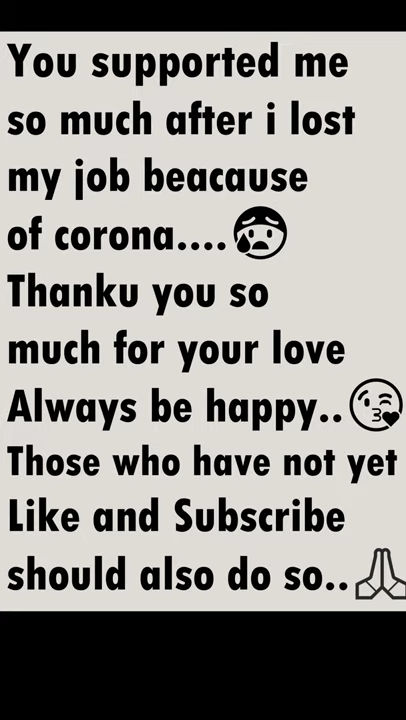 You supported me
so much after i lost
my job beacause
of corona....😰
Thanku you so
much for your love
Always be happy..😘
Those who have not yet
Like and Subscribe
should also do so..🙏